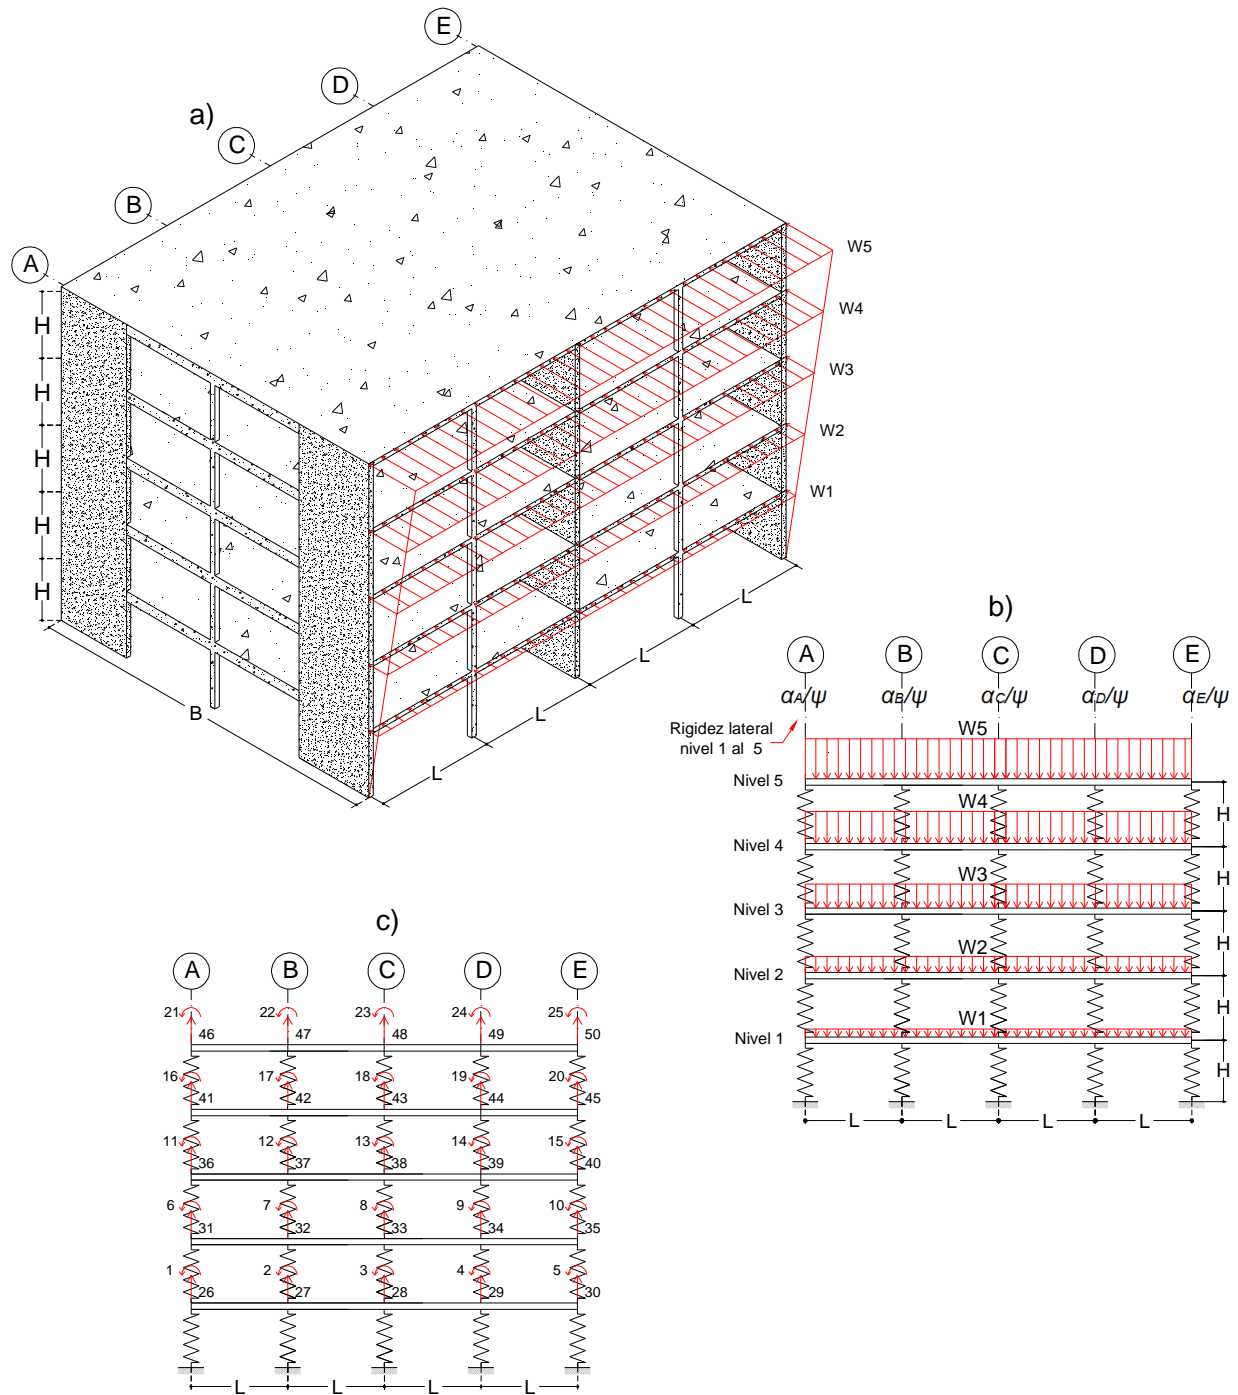 a)
E
D
C
B
A
H
H
H
H
H
W5
W4
W3
W2
W1
L
L
L
L
B
b)
A B C D E
αA/ψ αB/ψ αC/ψ αD/ψ αE/ψ
Rigidez lateral
nivel 1 al 5
W5
Nivel 5
W4
H
Nivel 4
W3
H
Nivel 3
W2
H
Nivel 2
W1
H
Nivel 1
H
L L L L
c)
A B C D E
21 22 23 24 25
46 47 48 49 50
16 17 18 19 20
41 42 43 44 45
11 12 13 14 15
36 37 38 39 40
6 7 8 9 10
31 32 33 34 35
1 2 3 4 5
26 27 28 29 30
L L L L